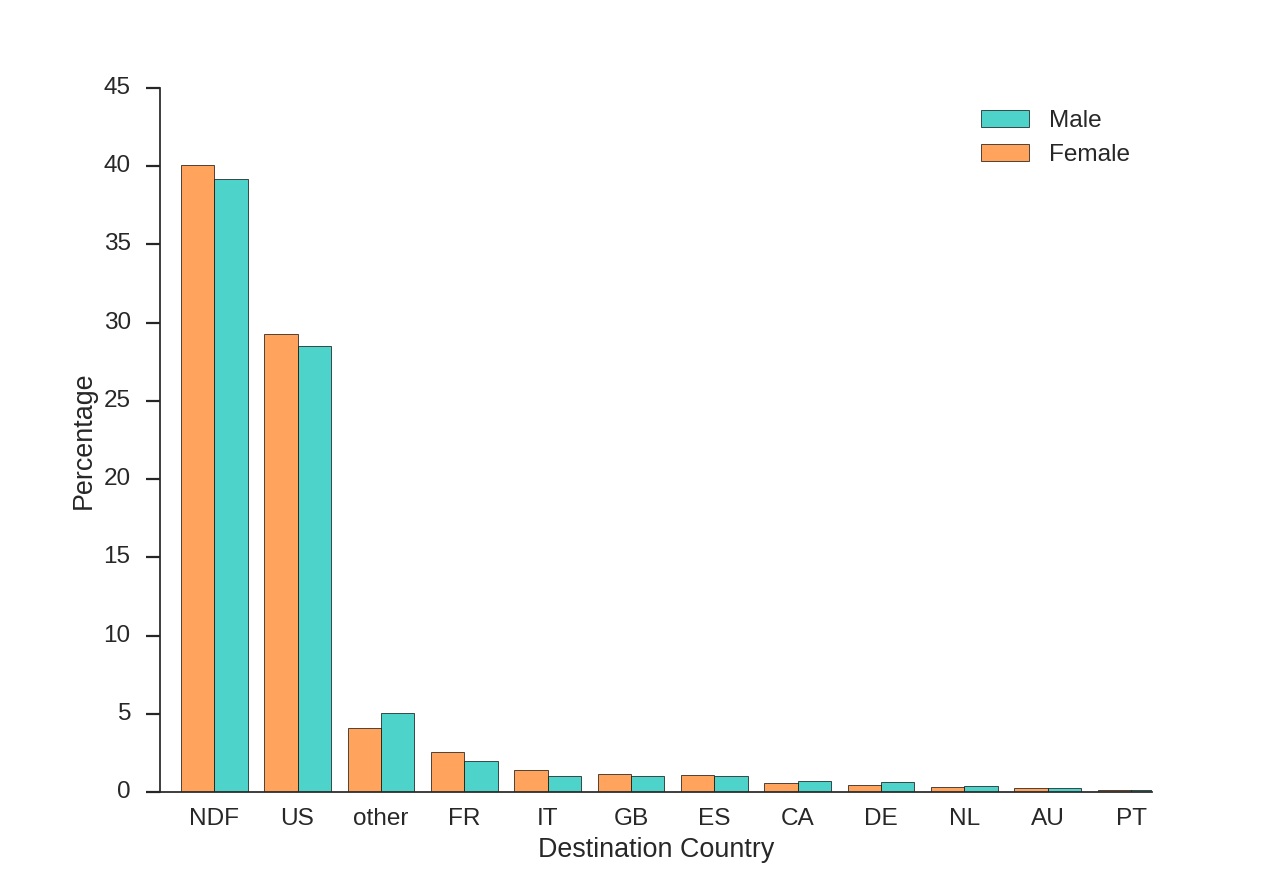 45
40
35
30
25
20
15
10
5
0
Percentage
Male
Female
NDF US other FR IT GB ES CA DE NL AU PT
Destination Country